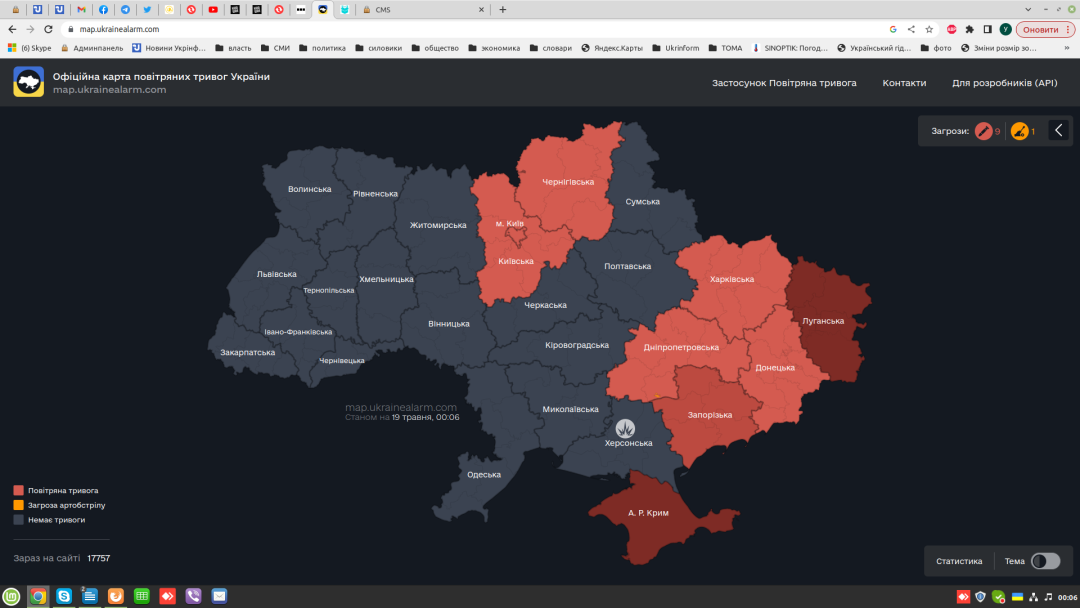 CMS
map.ukrainealarm.com
Оновити
(6) Skype
Админпанель
Новини Укрінф...
власть
СМИ
политика
силовики
общество
экономика
словари
Яндекс.Карты
Ukrinform
ТОМА
SINOPTIK: Погод...
Український гід...
фото
Зміни розмір зо...
»
Офіційна карта повітряних тривог України
map.ukrainealarm.com
Застосунок Повітряна тривога
Контакти
Для розробників (API)
Загрози:
9
1
Волинська
Рівненська
Житомирська
м. Київ
Чернігівська
Сумська
Київська
Полтавська
Харківська
Львівська
Тернопільська
Хмельницька
Черкаська
Луганська
Вінницька
Івано-Франківська
Закарпатська
Чернівецька
Кіровоградська
Дніпропетровська
Донецька
Миколаївська
Запорізька
Херсонська
map.ukrainealarm.com
Станом на 19 травня, 00:06
Одеська
А. Р. Крим
Повітряна тривога
Загроза артобстрілу
Немає тривоги
Зараз на сайті 17757
Статистика
Тема
00:06